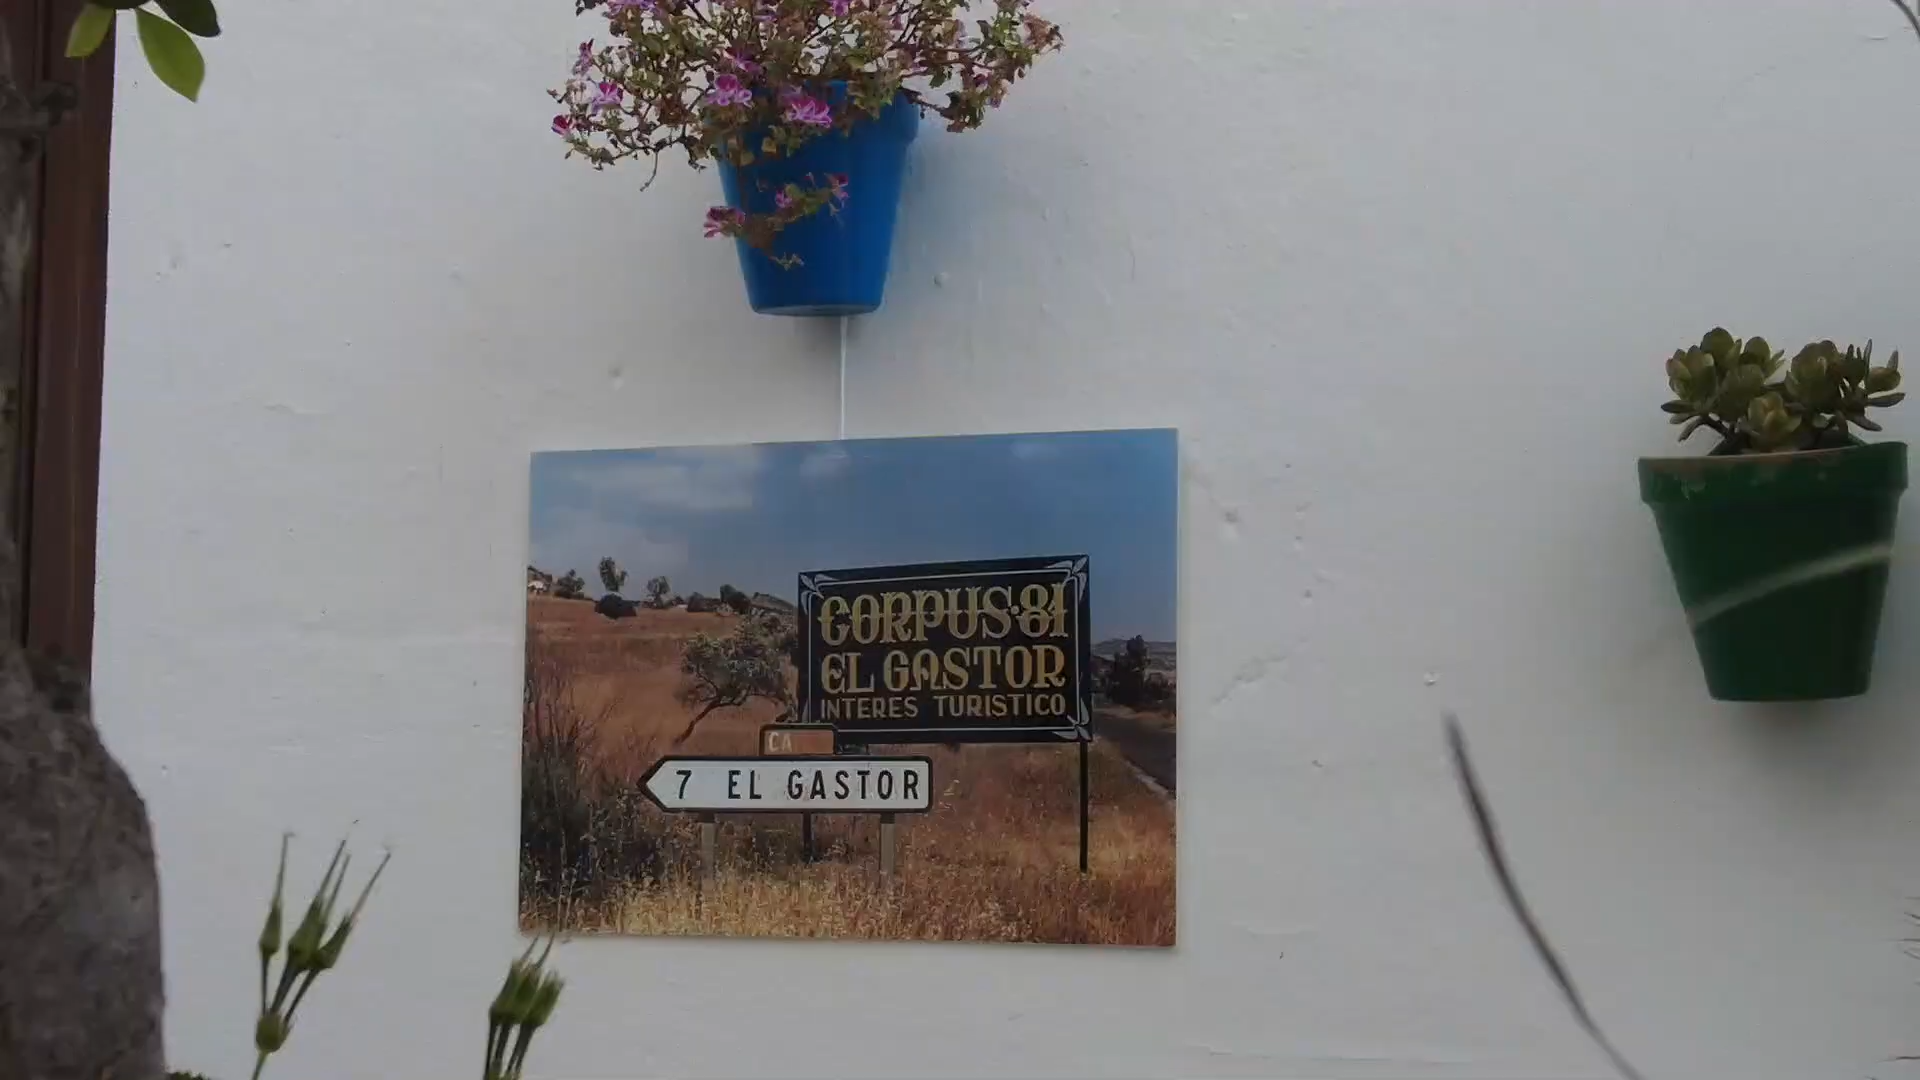 CORPUS·81
EL GASTOR
INTERES TURISTICO
CA
7 EL GASTOR